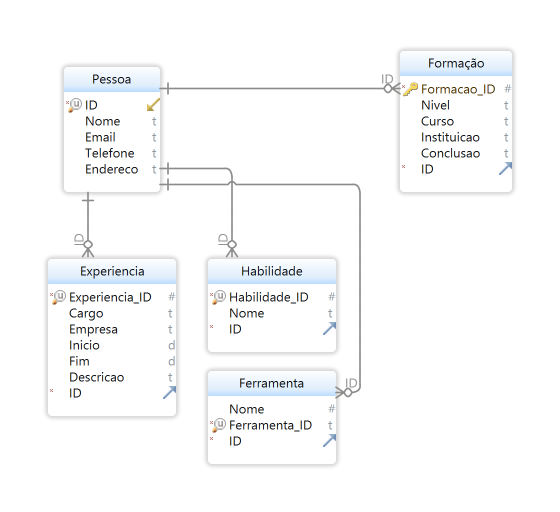 Pessoa
ID
Nome t
Email t
Telefone t
Endereco t
ID
Formação
Formacao_ID #
Nivel t
Curso t
Instituicao t
Conclusao t
ID
ID
Experiencia
u Experiencia_ID #
Cargo t
Empresa t
Inicio d
Fim d
Descricao t
ID
ID
Habilidade
u Habilidade_ID #
Nome t
ID
ID
Ferramenta
Nome #
u Ferramenta_ID t
ID